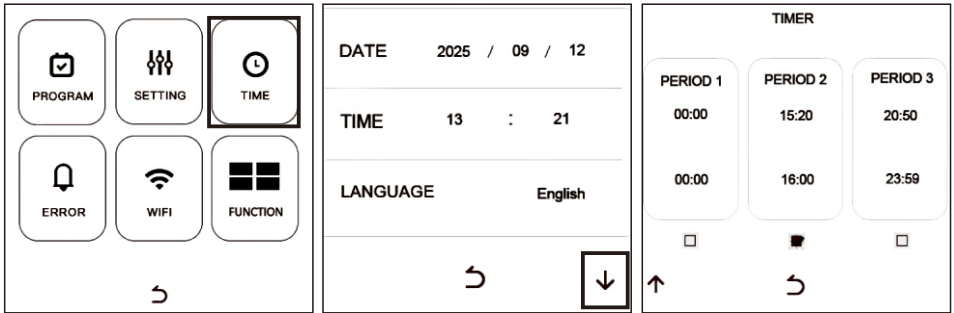 PROGRAM
SETTING
TIME
ERROR
WIFI
FUNCTION
DATE 2025 / 09 / 12
TIME 13 : 21
LANGUAGE English
TIMER
PERIOD 1 PERIOD 2 PERIOD 3
00:00 15:20 20:50
00:00 16:00 23:59